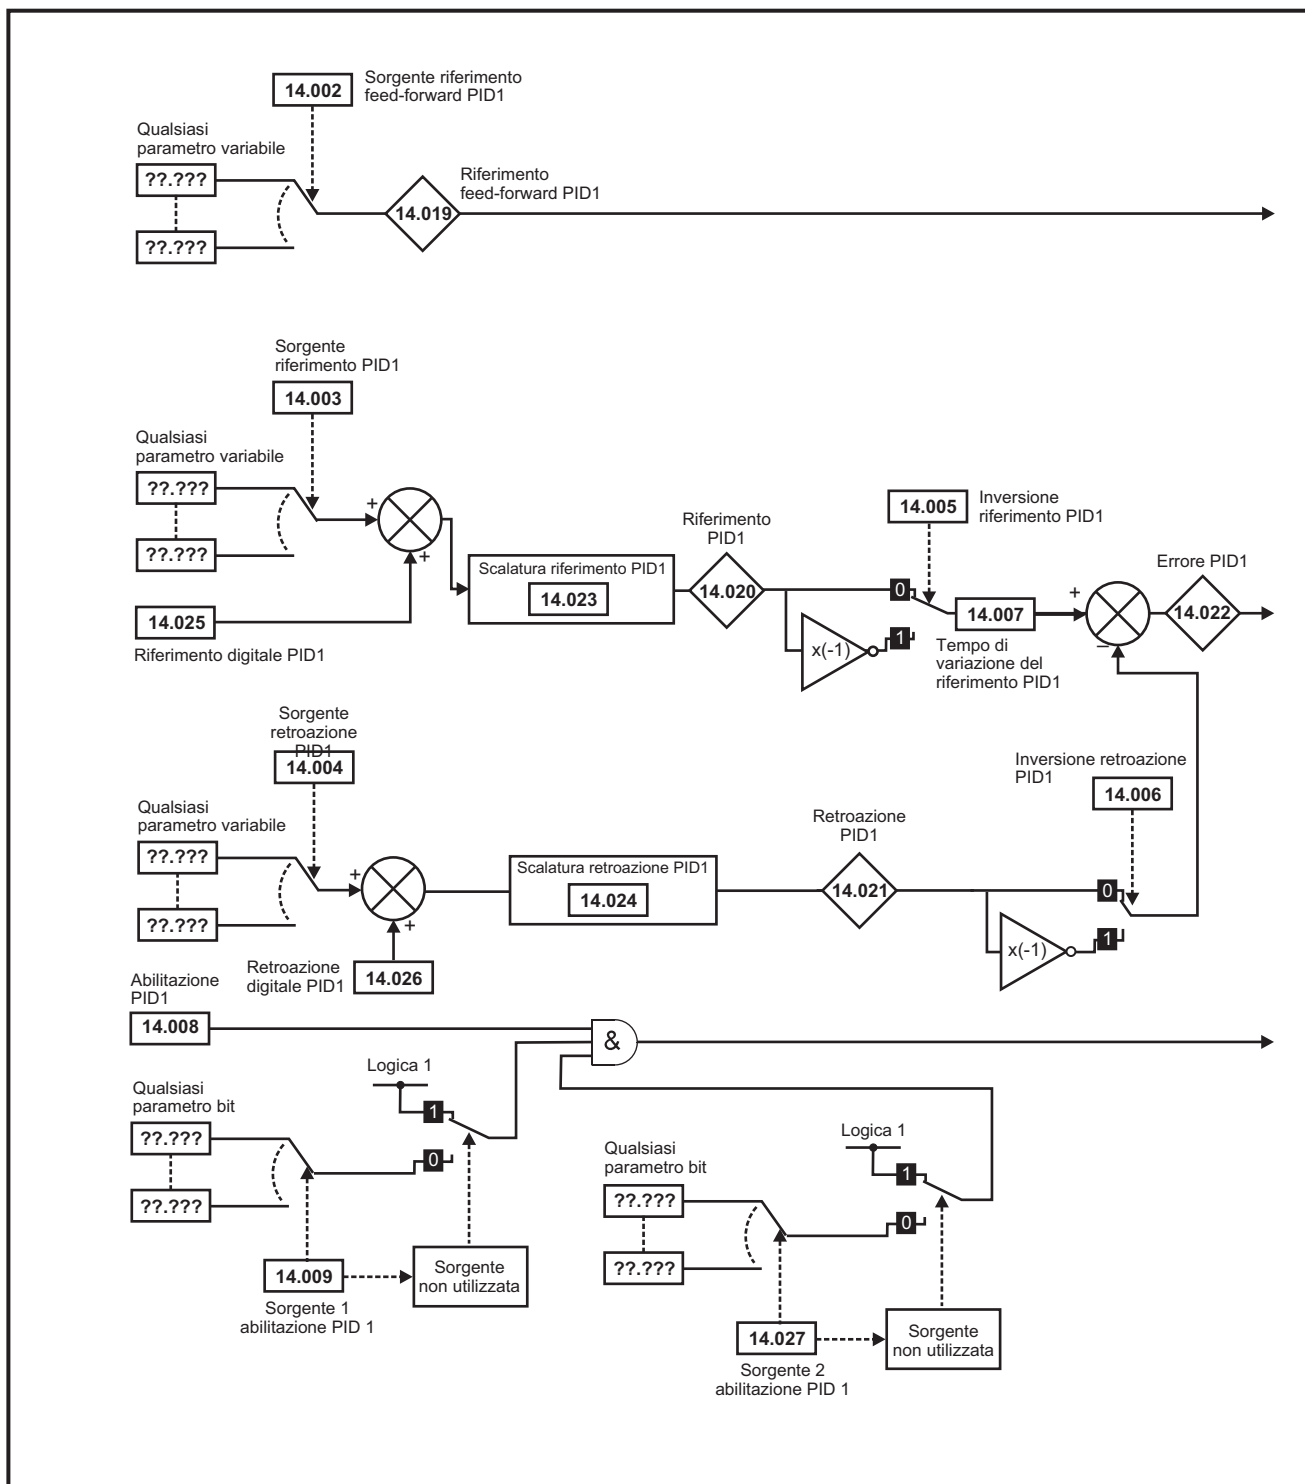 14.002
Sorgente riferimento
feed-forward PID1
Qualsiasi
parametro variabile
??.???
??.???
14.019
Riferimento
feed-forward PID1
Sorgente
riferimento PID1
14.003
Qualsiasi
parametro variabile
??.???
??.???
+
+
14.025
Riferimento digitale PID1
Scalatura riferimento PID1
14.023
Riferimento
PID1
14.020
14.005
Inversione
riferimento PID1
0
1
x(-1)
14.007
Tempo di
variazione del
riferimento PID1
+
–
Errore PID1
14.022
Sorgente
retroazione
PID1
14.004
Qualsiasi
parametro variabile
??.???
??.???
+
+
Retroazione
digitale PID1
14.026
Scalatura retroazione PID1
14.024
Retroazione
PID1
14.021
Inversione retroazione
PID1
14.006
0
1
x(-1)
Abilitazione
PID1
14.008
&
Logica 1
1
0
Qualsiasi
parametro bit
??.???
??.???
14.009
Sorgente 1
abilitazione PID 1
Sorgente
non utilizzata
Logica 1
1
0
Qualsiasi
parametro bit
??.???
??.???
14.027
Sorgente 2
abilitazione PID 1
Sorgente
non utilizzata